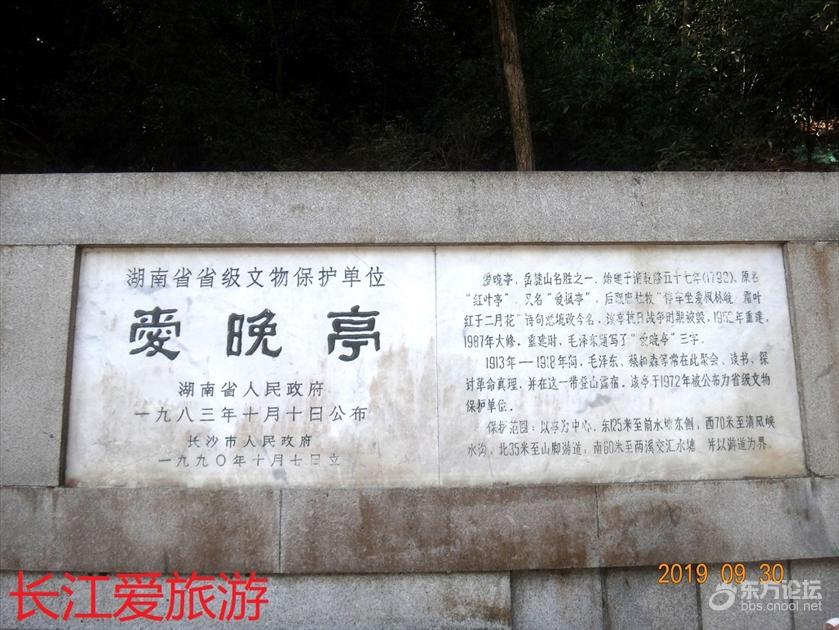 湖南省省级文物保护单位
愛晚亭
湖南省人民政府
一九八三年十月十日公布
长沙市人民政府
一九九〇年十月七日立
爱晚亭，岳麓山名胜之一，始建于清乾隆五十七年(1792)，原名
“红叶亭”，又名“爱枫亭”，后取唐杜牧“停车坐爱枫林晚，霜叶
红于二月花”诗句意境改今名，该亭抗日战争时期被毁，1952年重建，
1987年大修，重建时，毛泽东题写了“爱晚亭”三字。
1913年——1918年间，毛泽东、蔡和森等常在此聚会、读书、探
讨革命真理，并在这一带登山露宿。该亭于1972年被公布为省级文物
保护单位。
保护范围：以亭为中心，东125米至前水塘东侧，西70米至清风峡
水沟，北35米至山脚游道，南60米至两溪交汇水塘，并以游道为界。
长江爱旅游
2019 09 30
东方论坛
bbs.cnool.net